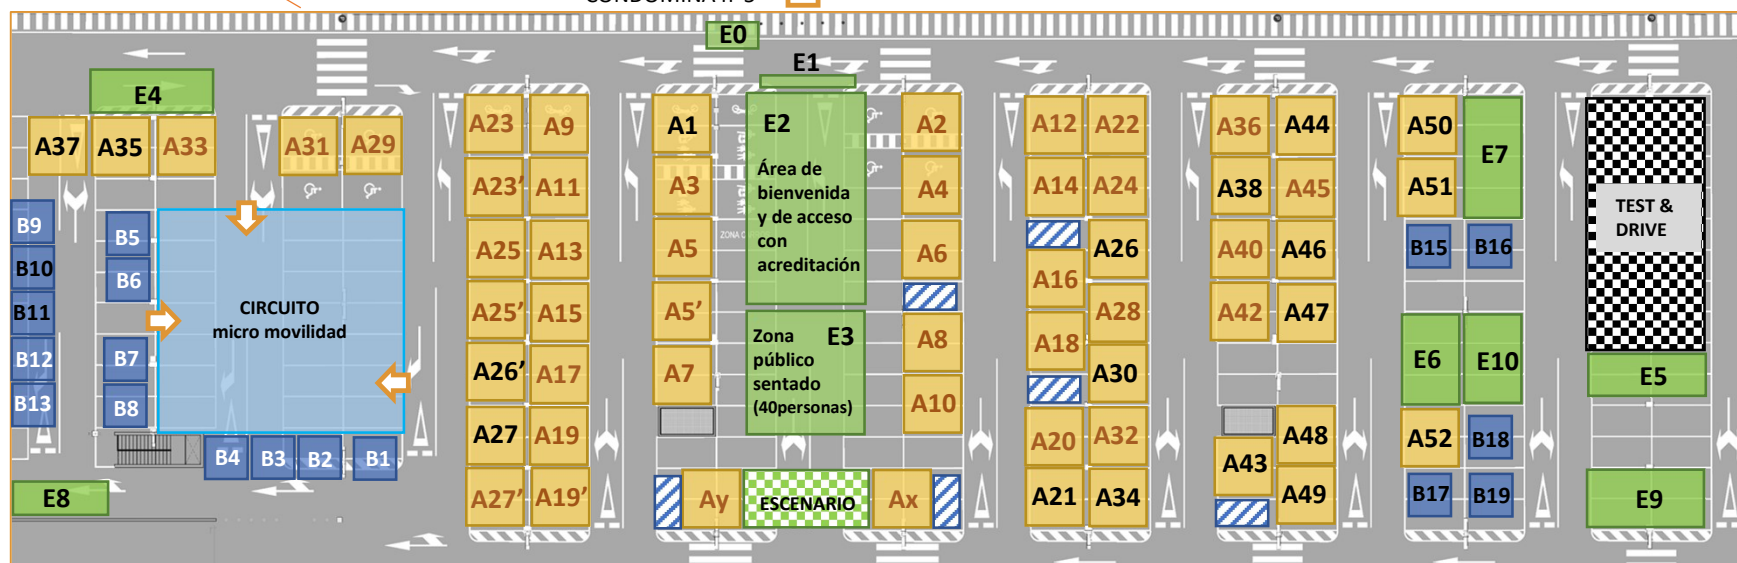 E0
E1
E4
E2
Área de
bienvenida
y de acceso
con
acreditación
Zona E3
público
sentado
(40personas)
ESCENARIO
Ay
Ax
A37
A35
A33
A31
A29
B9
B10
B11
B12
B13
B5
B6
B7
B8
CIRCUITO
micro movilidad
B4
B3
B2
B1
E8
A23
A9
A23'
A11
A25
A13
A25'
A15
A26'
A17
A27
A19
A27'
A19'
A1
A3
A5
A5'
A7
A2
A4
A6
A8
A10
A12
A22
A14
A24
A26
A16
A28
A18
A30
A20
A32
A21
A34
A36
A44
A38
A45
A40
A46
A42
A47
A48
A43
A49
A50
E7
A51
B15
B16
E6
E10
A52
B18
B17
B19
TEST &
DRIVE
E5
E9